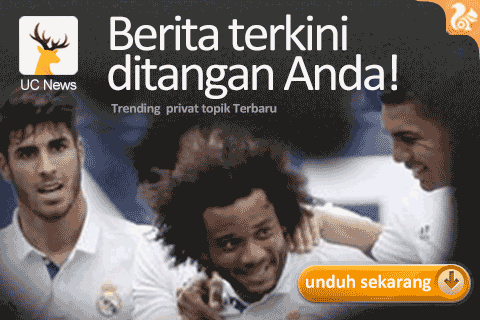 Berita terkini
ditangan Anda!
UC News
Trending privat topik Terbaru
unduh sekarang